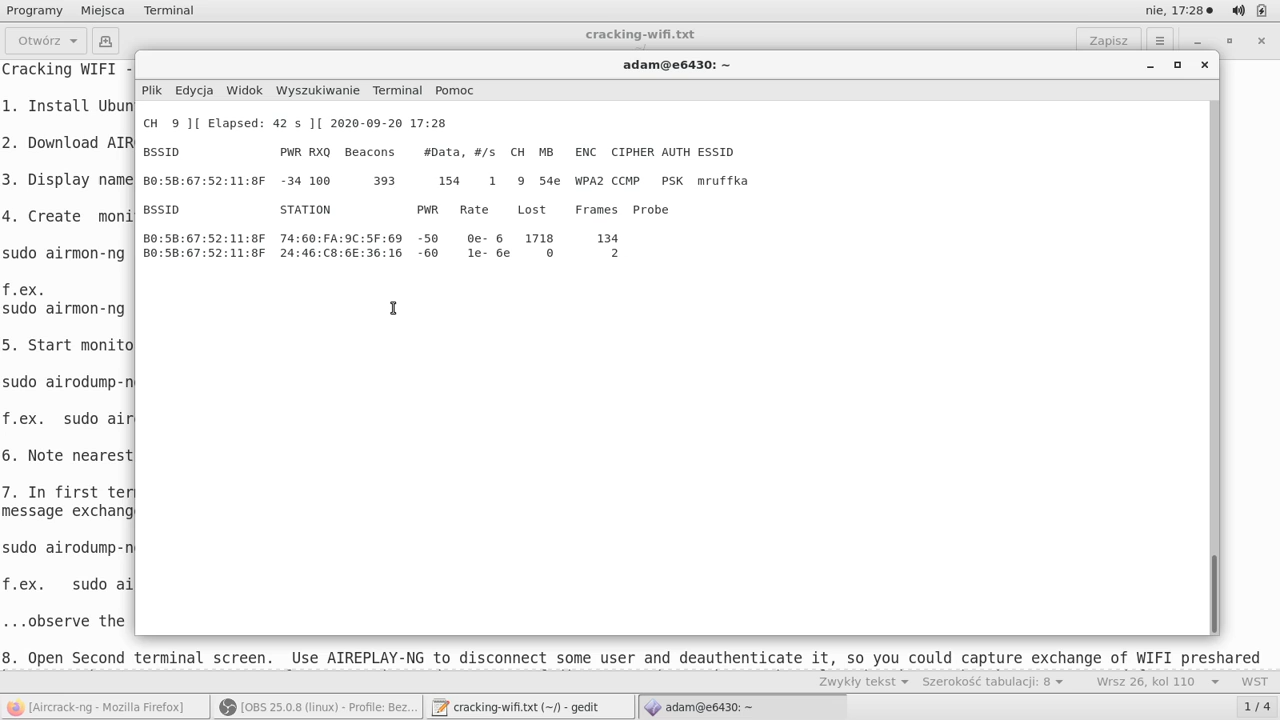 Programy Miejsca Terminal nie, 17:28
Otwórz cracking-wifi.txt Zapisz
~/
adam@e6430: ~
Plik Edycja Widok Wyszukiwanie Terminal Pomoc
CH 9 ][ Elapsed: 42 s ][ 2020-09-20 17:28
BSSID PWR RXQ Beacons #Data, #/s CH MB ENC CIPHER AUTH ESSID
B0:5B:67:52:11:8F -34 100 393 154 1 9 54e WPA2 CCMP PSK mruffka
BSSID STATION PWR Rate Lost Frames Probe
B0:5B:67:52:11:8F 74:60:FA:9C:5F:69 -50 0e- 6 1718 134
B0:5B:67:52:11:8F 24:46:C8:6E:36:16 -60 1e- 6e 0 2
Cracking WIFI -
1. Install Ubun
2. Download AIR
3. Display name
4. Create moni
sudo airmon-ng
f.ex.
sudo airmon-ng
5. Start monito
sudo airodump-n
f.ex. sudo air
6. Note nearest
7. In first ter
message exchang
sudo airodump-n
f.ex. sudo ai
...observe the
8. Open Second terminal screen. Use AIREPLAY-NG to disconnect some user and deauthenticate it, so you could capture exchange of WIFI preshared
Zwykły tekst Szerokość tabulacji: 8 Wrsz 26, kol 110 WST
[Aircrack-ng - Mozilla Firefox] [OBS 25.0.8 (linux) - Profile: Bez... cracking-wifi.txt (~/) - gedit adam@e6430: ~ 1 / 4